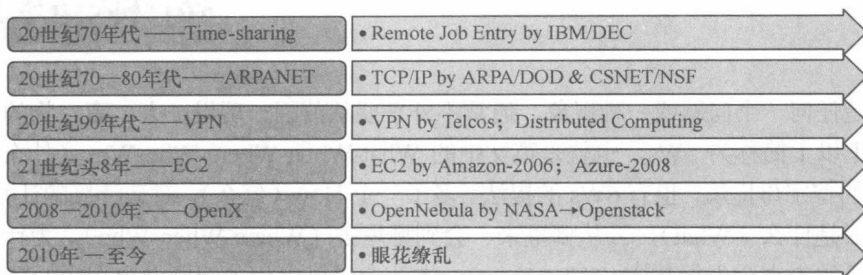 20世纪70年代——Time-sharing
• Remote Job Entry by IBM/DEC
20世纪70—80年代——ARPANET
• TCP/IP by ARPA/DOD & CSNET/NSF
20世纪90年代——VPN
• VPN by Telcos；Distributed Computing
21世纪头8年——EC2
• EC2 by Amazon-2006；Azure-2008
2008—2010年——OpenX
• OpenNebula by NASA→Openstack
2010年 — 至今
• 眼花缭乱